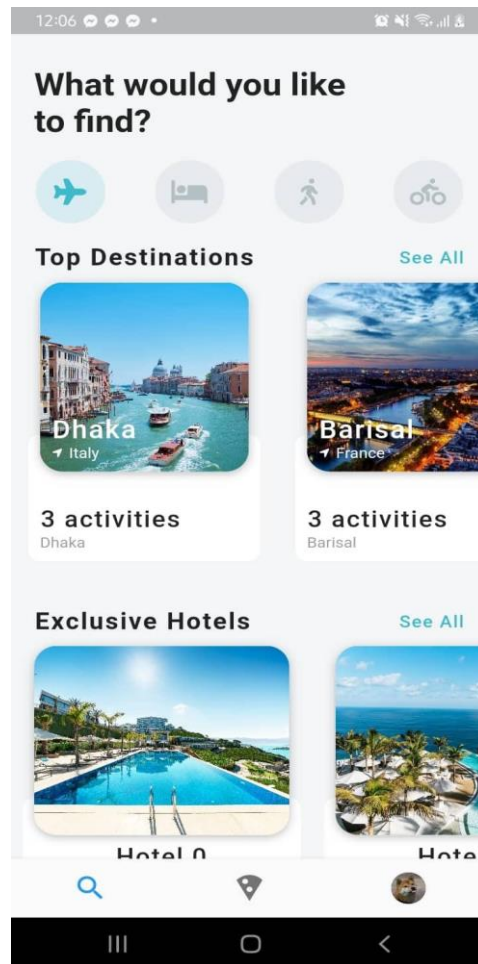 12:06
What would you like
to find?
Top Destinations
See All
Dhaka
Italy
Barisal
France
3 activities
Dhaka
3 activities
Barisal
Exclusive Hotels
See All
Hotel 0
Hote